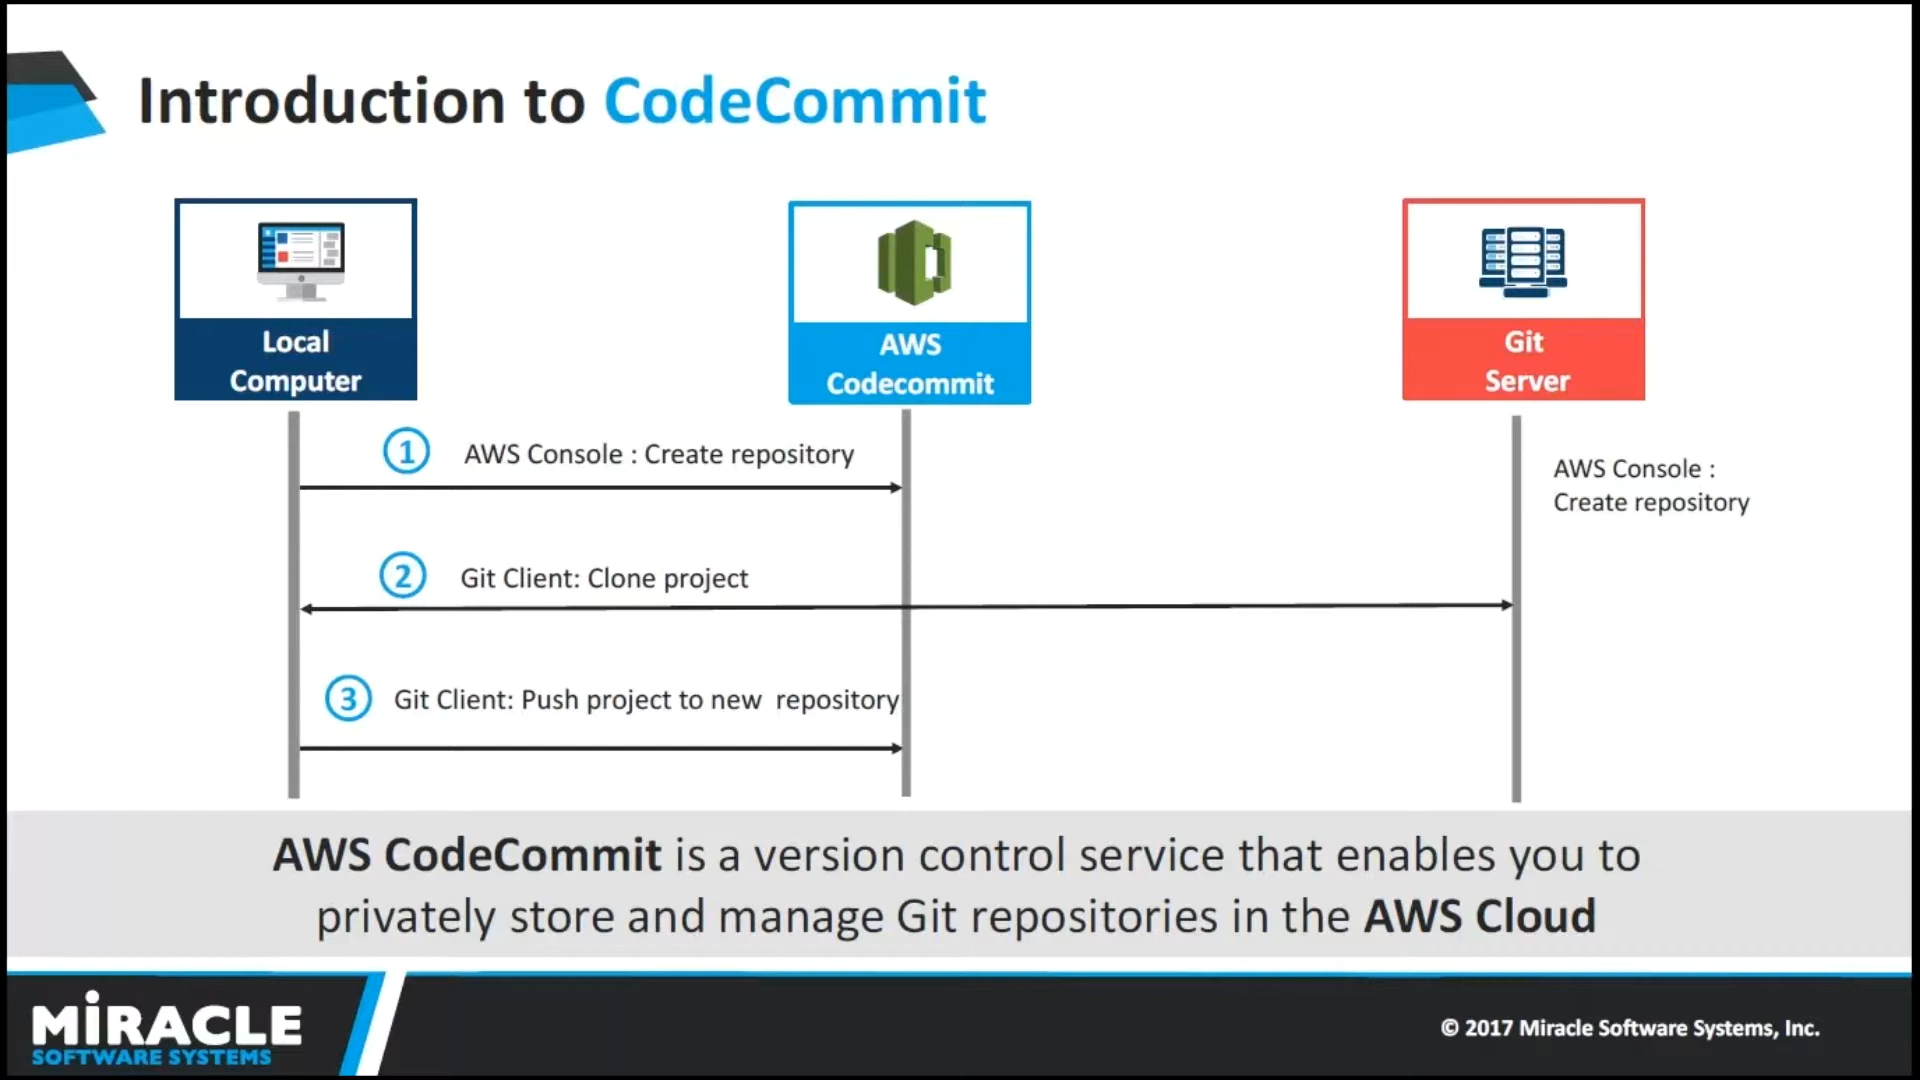 Introduction to CodeCommit
Local
Computer
AWS
Codecommit
Git
Server
1 AWS Console : Create repository
AWS Console :
Create repository
2 Git Client: Clone project
3 Git Client: Push project to new repository
AWS CodeCommit is a version control service that enables you to
privately store and manage Git repositories in the AWS Cloud
MiRACLE
SOFTWARE SYSTEMS
© 2017 Miracle Software Systems, Inc.